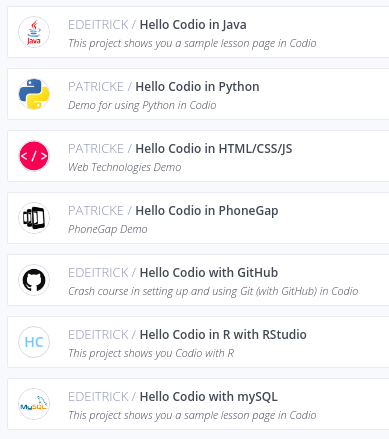 Java
EDEITRICK / Hello Codio in Java
This project shows you a sample lesson page in Codio
PATRICKE / Hello Codio in Python
Demo for using Python in Codio
</>
PATRICKE / Hello Codio in HTML/CSS/JS
Web Technologies Demo
PATRICKE / Hello Codio in PhoneGap
PhoneGap Demo
EDEITRICK / Hello Codio with GitHub
Crash course in setting up and using Git (with GitHub) in Codio
HC
EDEITRICK / Hello Codio in R with RStudio
This project shows you Codio with R
MySQL
EDEITRICK / Hello Codio with mySQL
This project shows you a sample lesson page in Codio